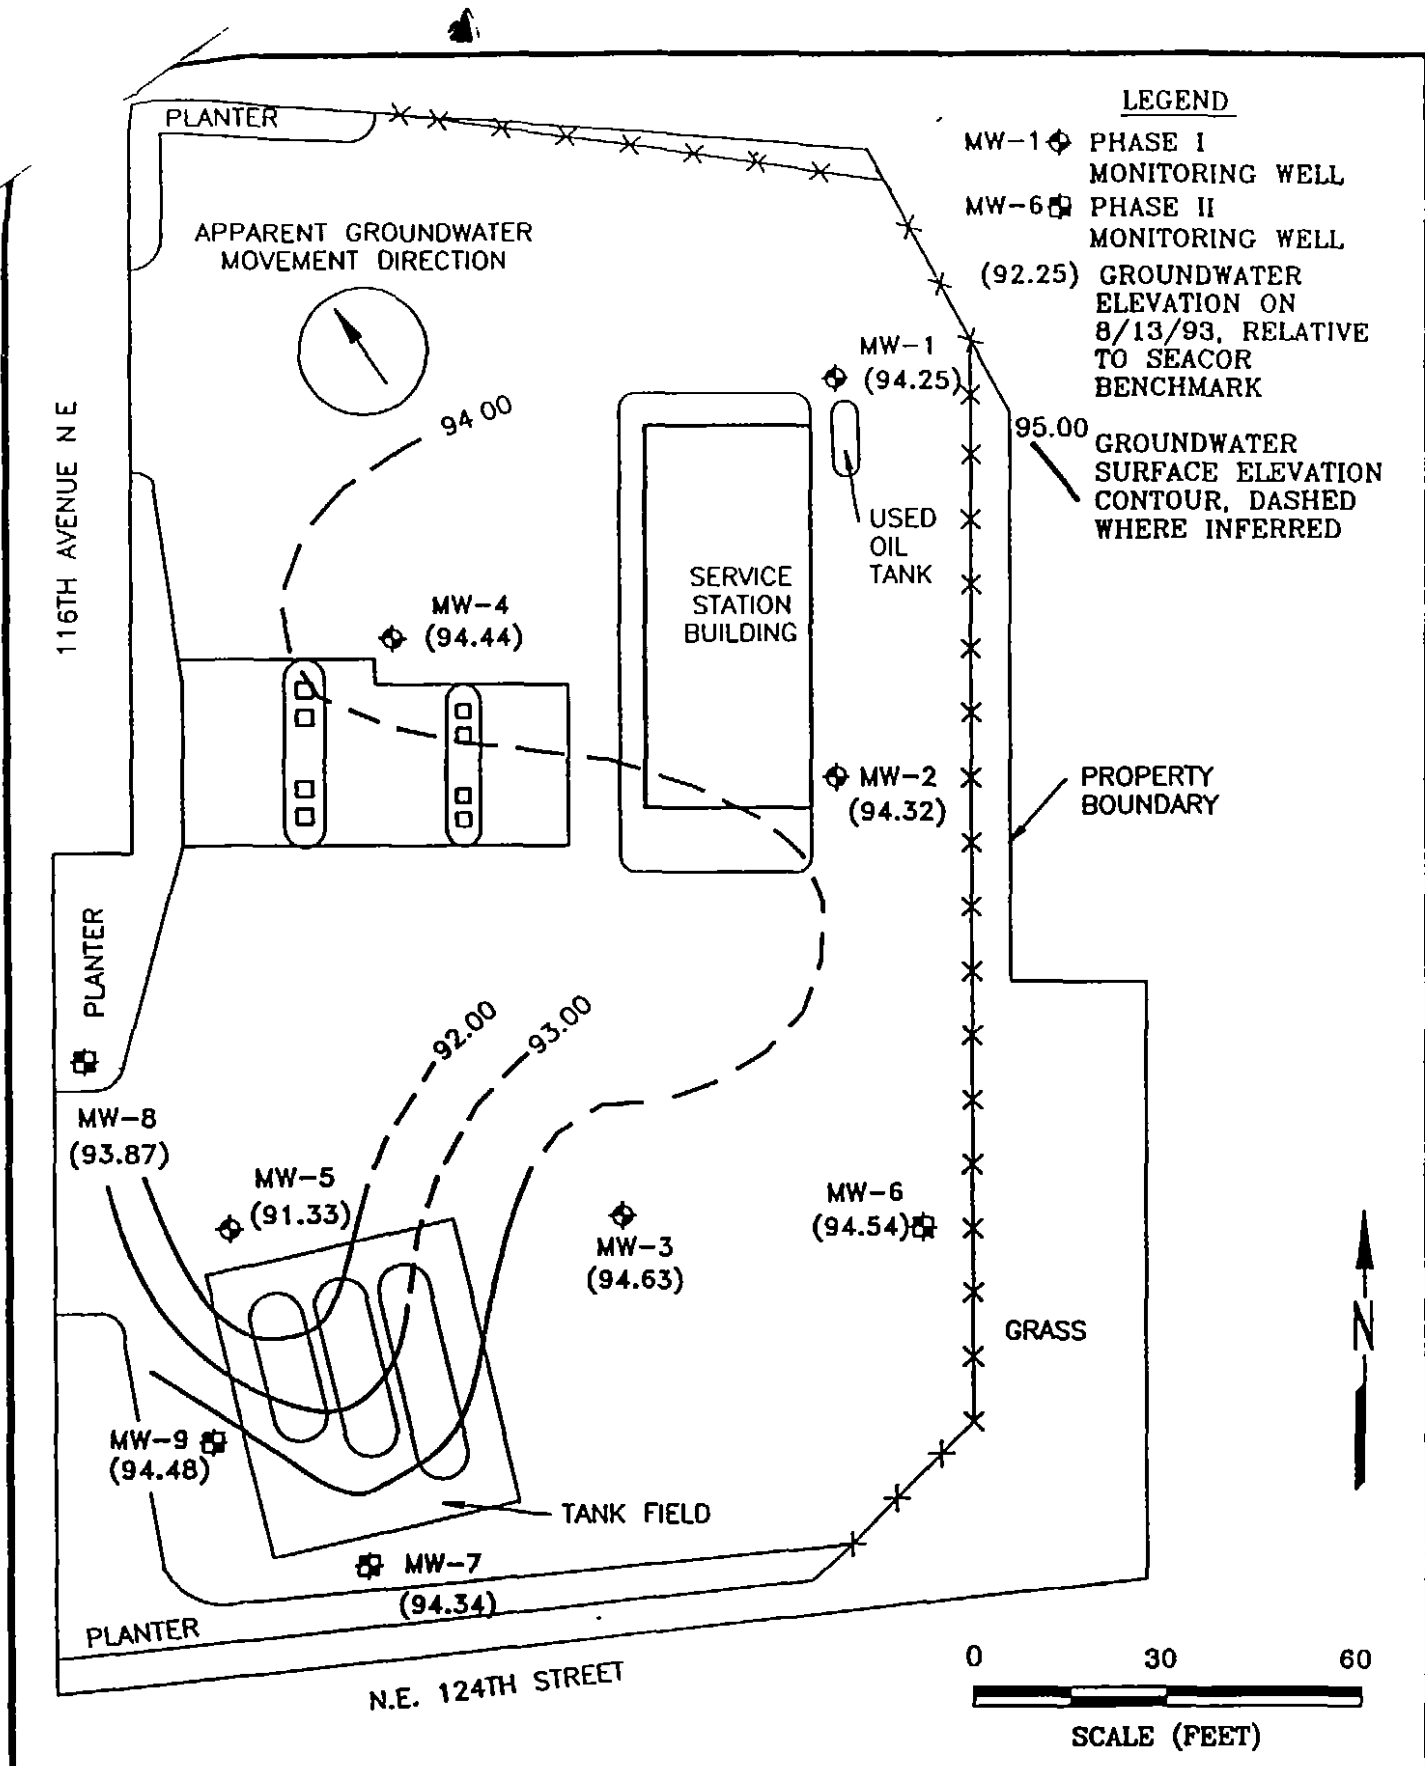 LEGEND
MW-1 PHASE I
MONITORING WELL
MW-6 PHASE II
MONITORING WELL
(92.25) GROUNDWATER
ELEVATION ON
8/13/93, RELATIVE
TO SEACOR
BENCHMARK
95.00 GROUNDWATER
SURFACE ELEVATION
CONTOUR, DASHED
WHERE INFERRED
PLANTER
APPARENT GROUNDWATER
MOVEMENT DIRECTION
116TH AVENUE N E
94 00
MW-1
(94.25)
USED
OIL
TANK
SERVICE
STATION
BUILDING
MW-4
(94.44)
MW-2
(94.32)
PROPERTY
BOUNDARY
PLANTER
92.00
93.00
MW-8
(93.87)
MW-5
(91.33)
MW-3
(94.63)
MW-6
(94.54)
GRASS
N
MW-9
(94.48)
TANK FIELD
MW-7
(94.34)
PLANTER
N.E. 124TH STREET
0 30 60
SCALE (FEET)